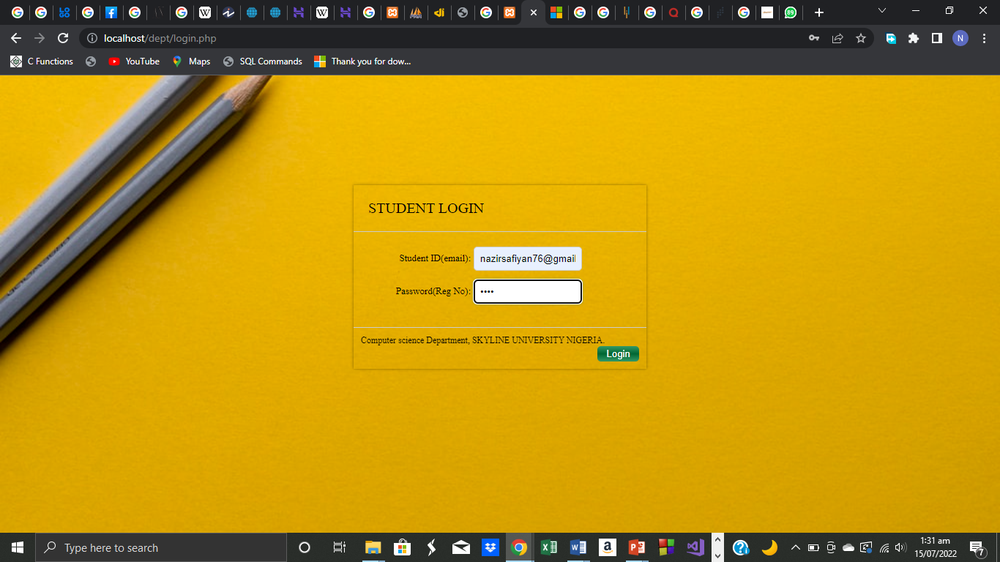 localhost/dept/login.php
N
C Functions
YouTube
Maps
SQL Commands
Thank you for dow...
STUDENT LOGIN
Student ID(email): nazirsafiyan76@gmail
Password(Reg No): ••••
Computer science Department, SKYLINE UNIVERSITY NIGERIA.
Login
Type here to search
1:31 am
15/07/2022
7